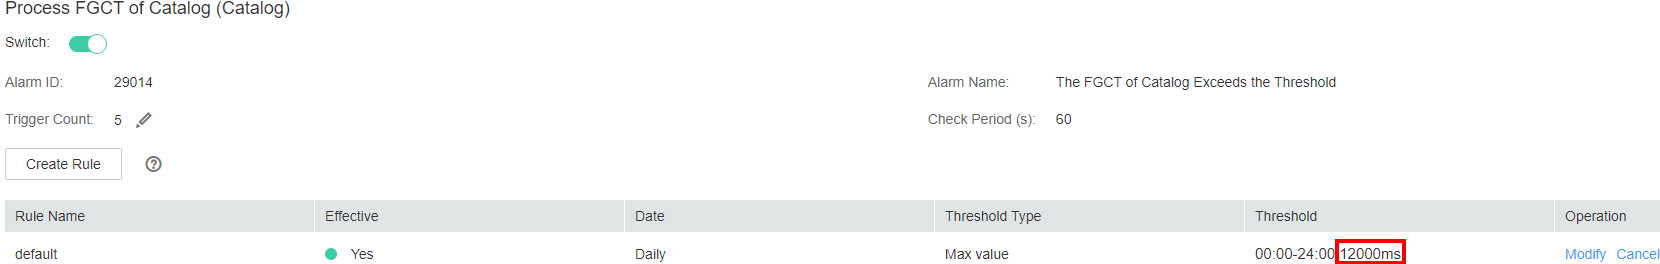 Process FGCT of Catalog (Catalog)
Switch:
Alarm ID: 29014 Alarm Name: The FGCT of Catalog Exceeds the Threshold
Trigger Count: 5 Check Period (s): 60
Create Rule ?
Rule Name Effective Date Threshold Type Threshold Operation
default Yes Daily Max value 00:00-24:00 12000ms Modify Cancel